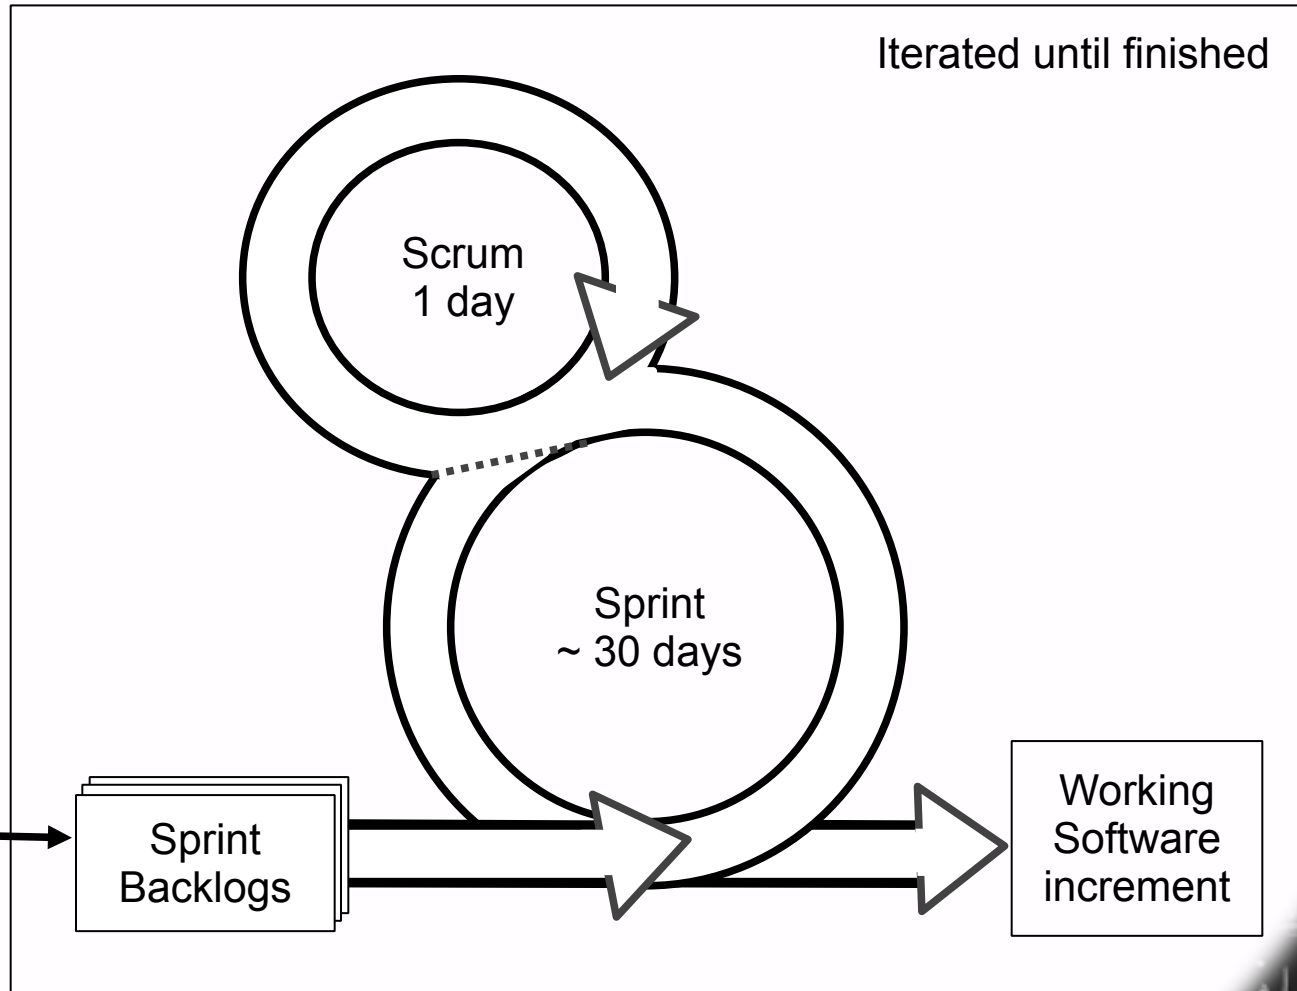 Iterated until finished
Scrum
1 day
Sprint
~ 30 days
Sprint
Backlogs
Working
Software
increment